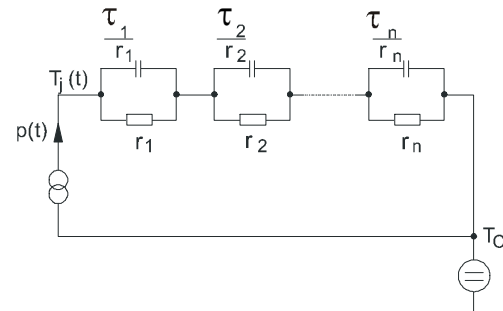 τ1/r1 τ2/r2 τn/rn
Tj(t)
p(t) r1 r2 rn
TC